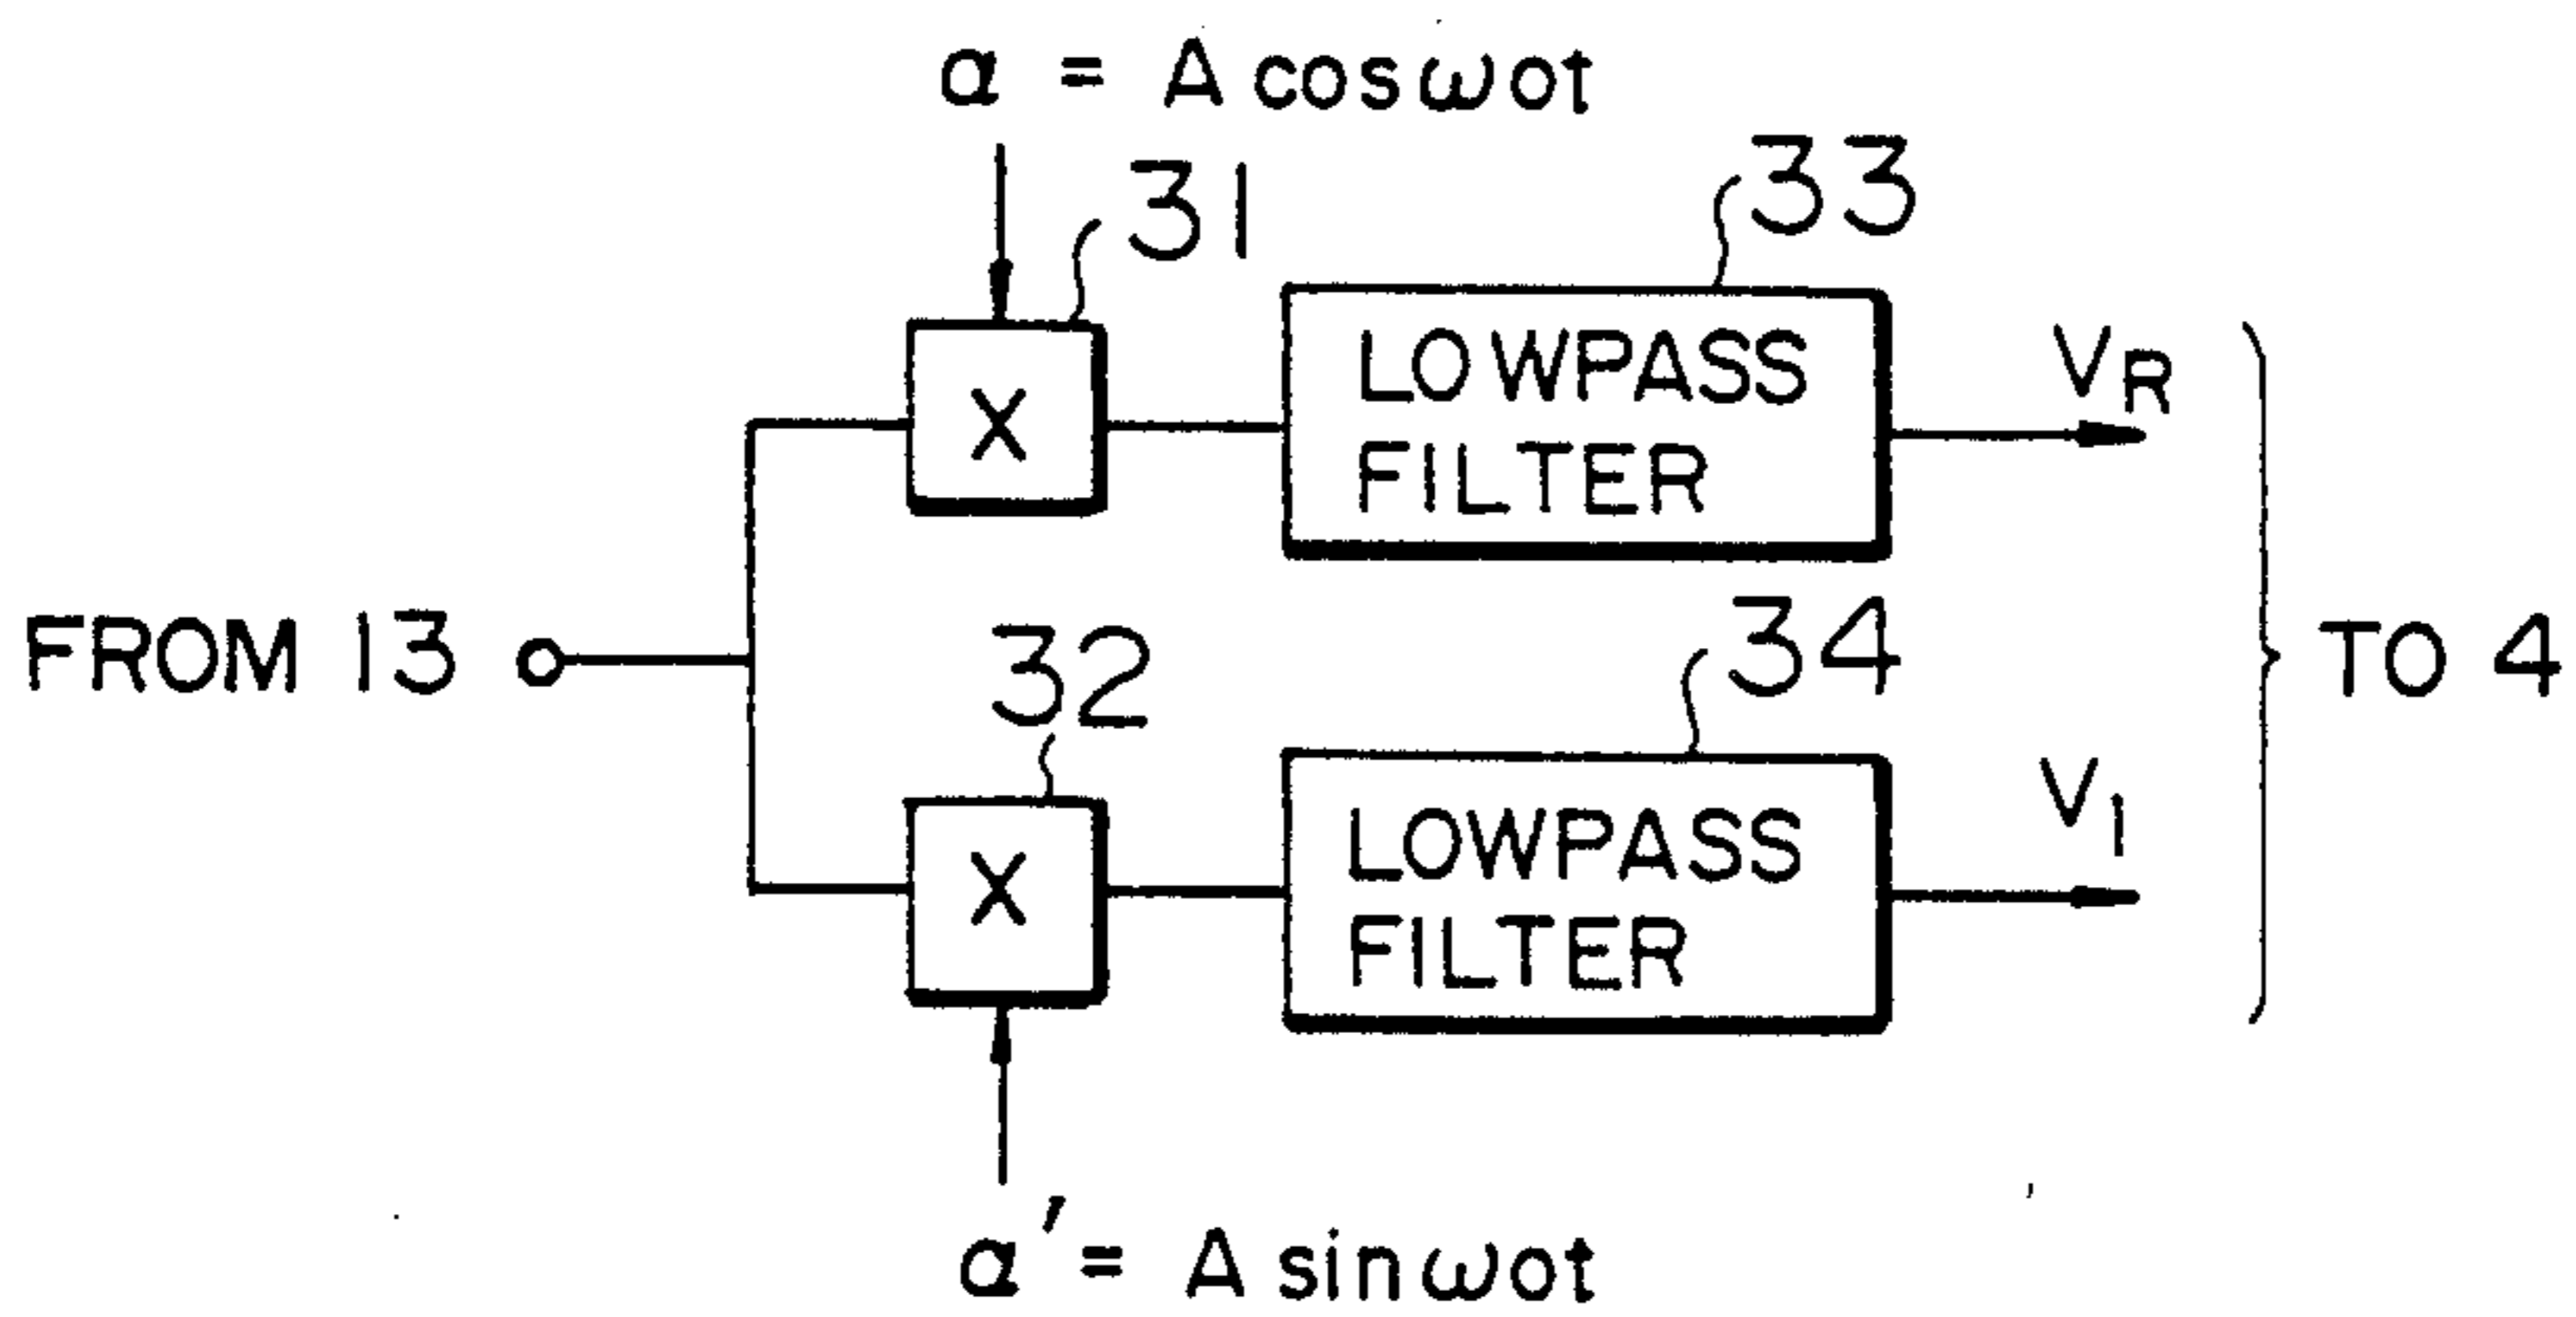 a = A cosωot
31
33
X
LOWPASS
FILTER
VR
FROM 13
TO 4
32
34
X
LOWPASS
FILTER
VI
a' = A sinωot